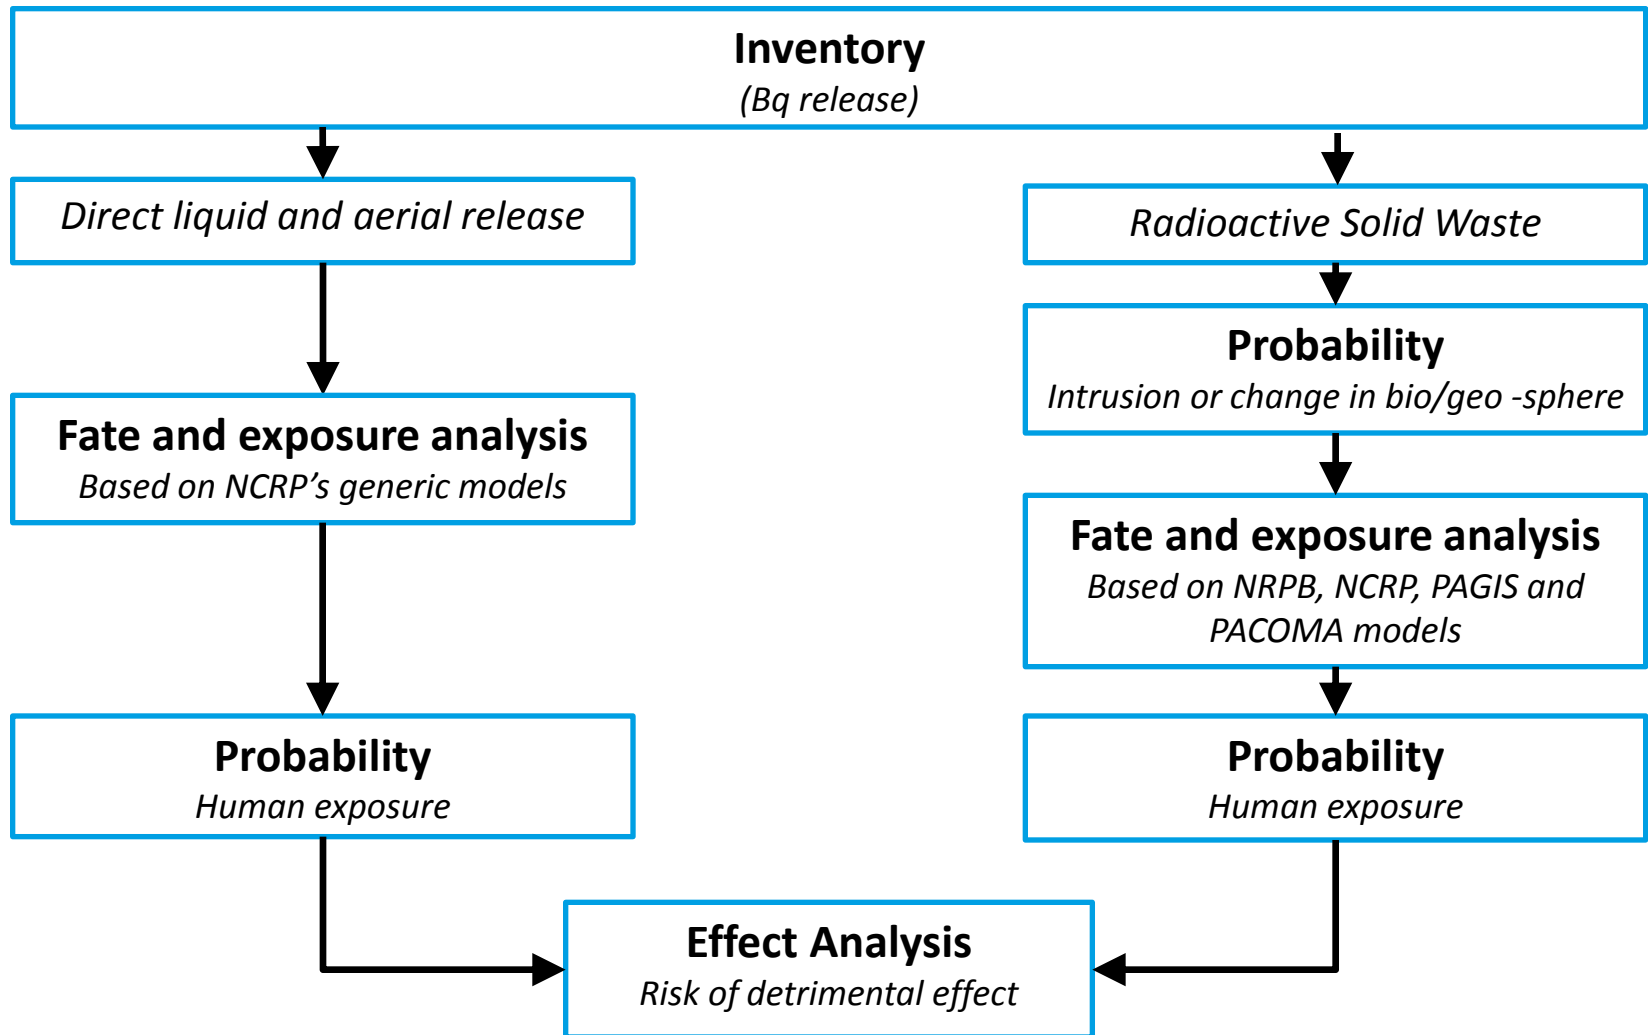 Inventory
(Bq release)
Direct liquid and aerial release
Fate and exposure analysis
Based on NCRP’s generic models
Probability
Human exposure
Radioactive Solid Waste
Probability
Intrusion or change in bio/geo -sphere
Fate and exposure analysis
Based on NRPB, NCRP, PAGIS and
PACOMA models
Probability
Human exposure
Effect Analysis
Risk of detrimental effect